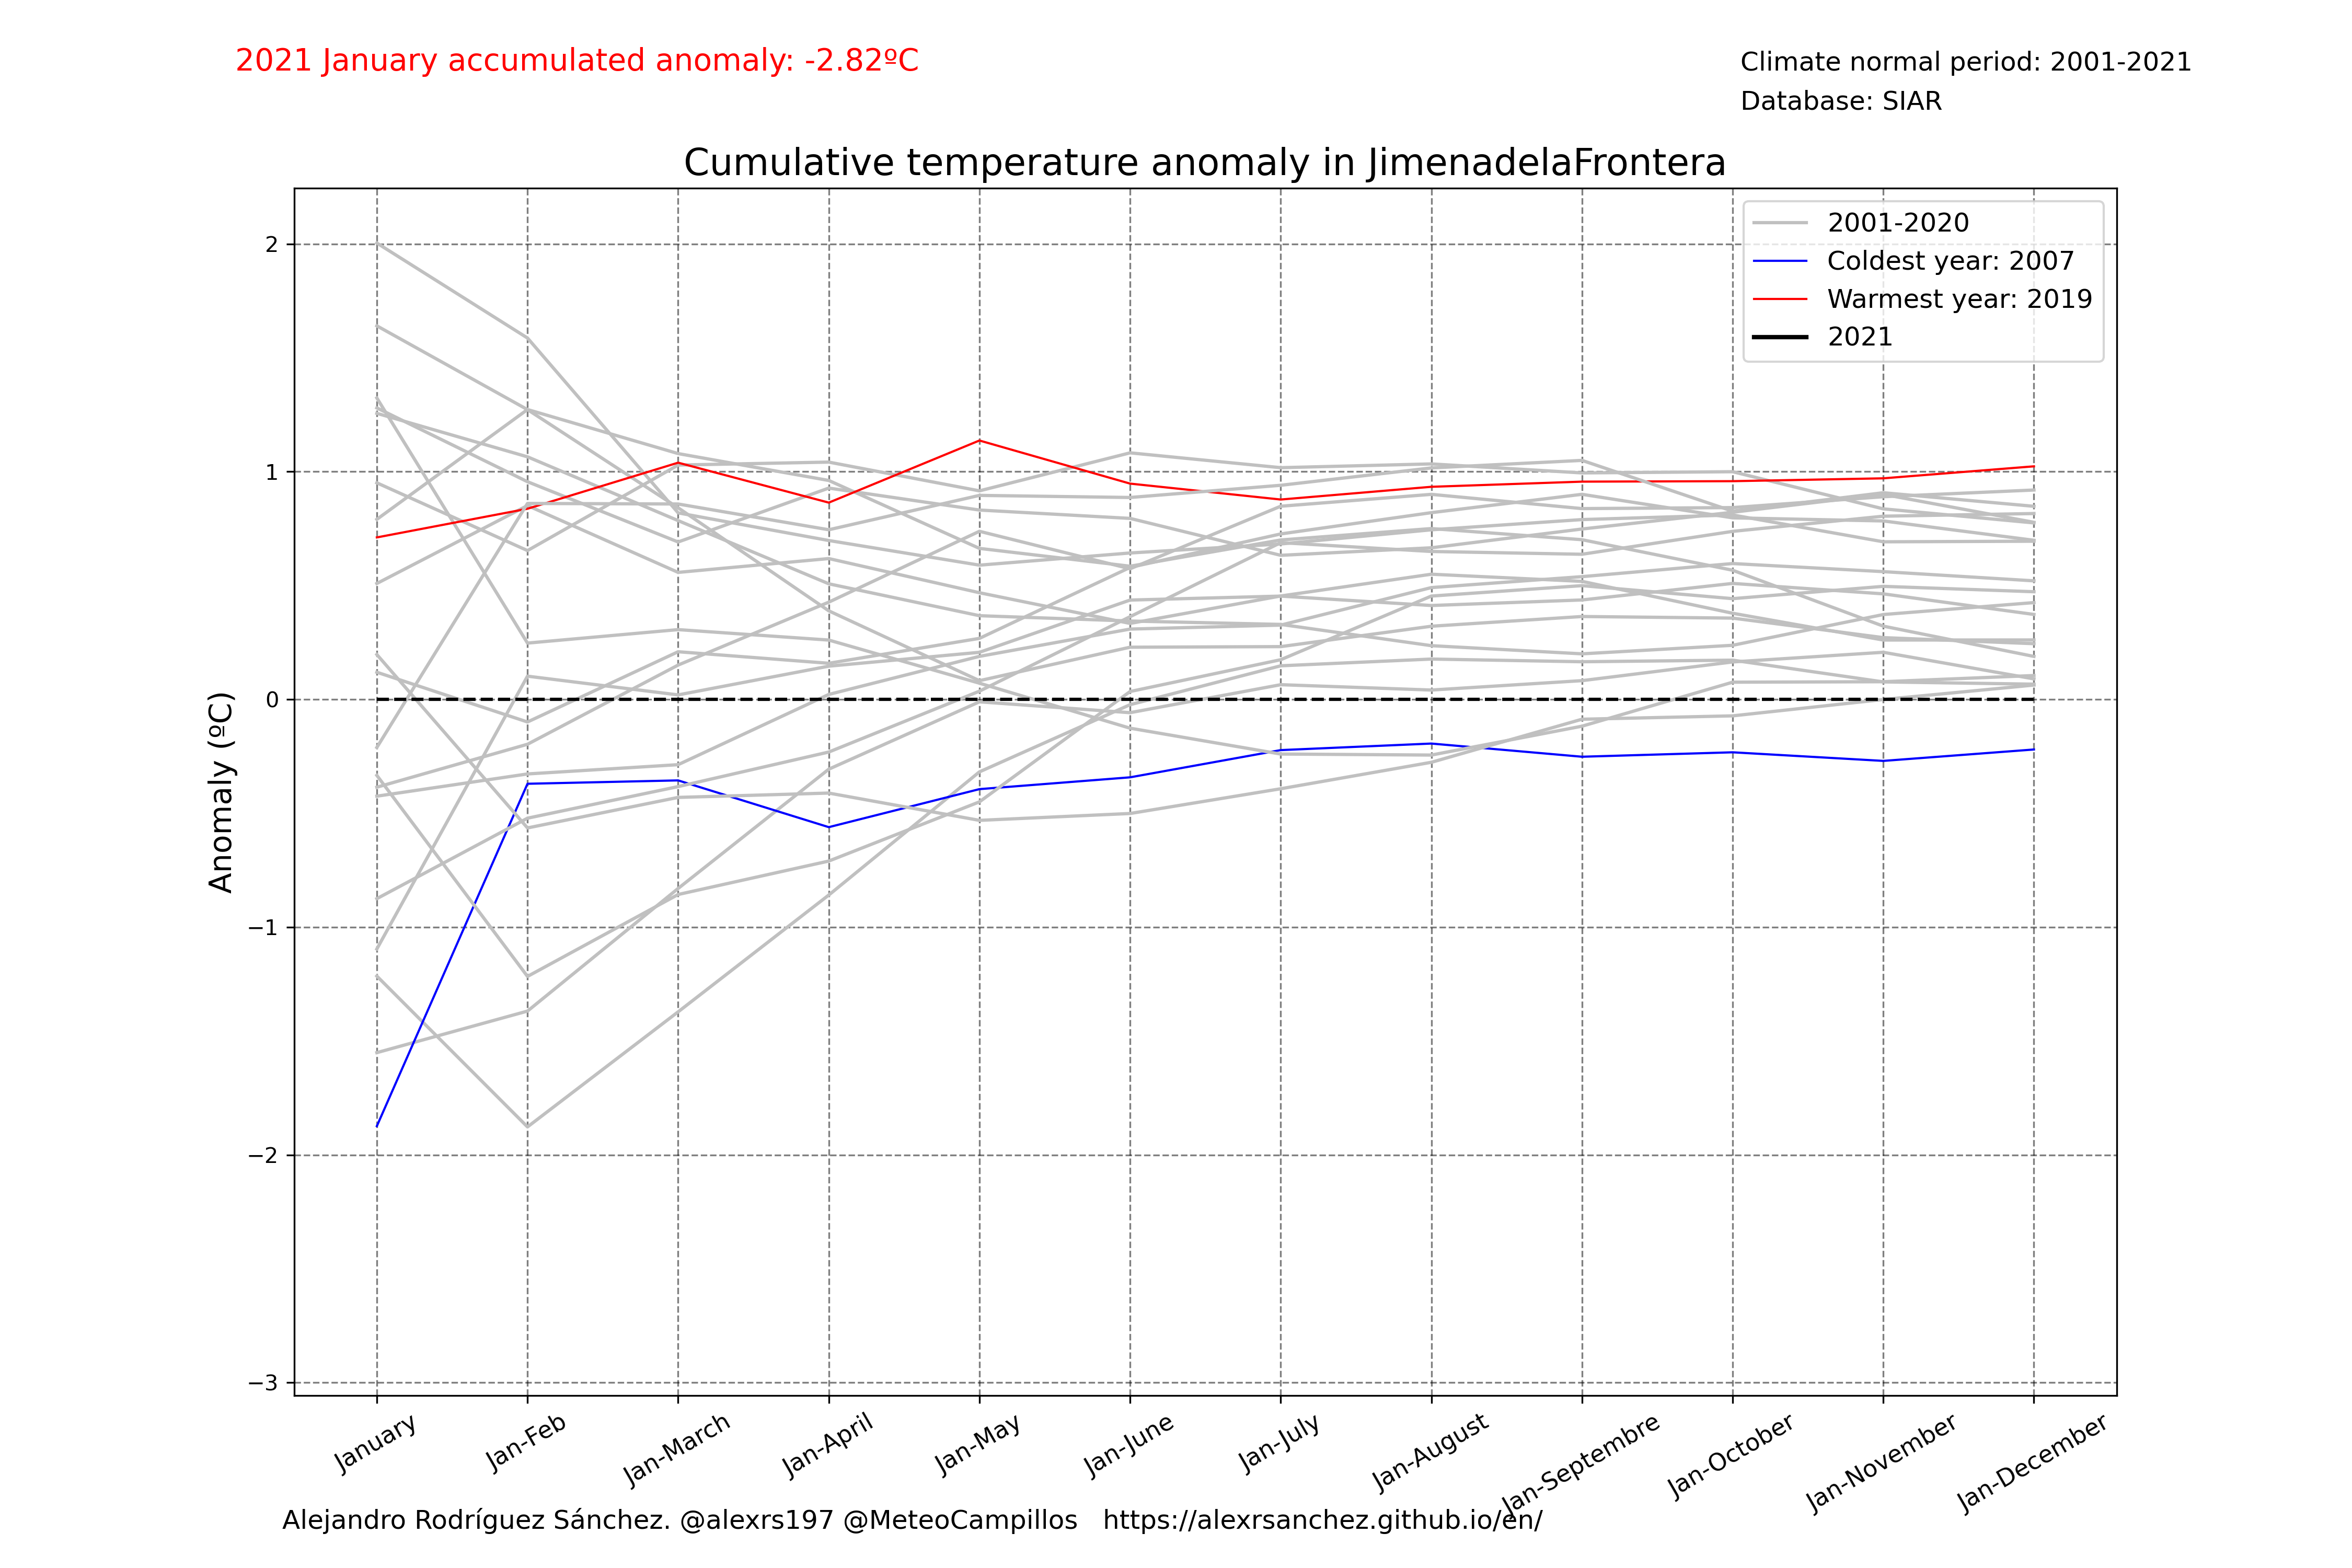 2021 January accumulated anomaly: -2.82ºC
Climate normal period: 2001-2021
Database: SIAR
Cumulative temperature anomaly in JimenadelaFrontera
2001-2020
Coldest year: 2007
Warmest year: 2019
2021
Anomaly (ºC)
2
1
0
−1
−2
−3
January
Jan-Feb
Jan-March
Jan-April
Jan-May
Jan-June
Jan-July
Jan-August
Jan-Septembre
Jan-October
Jan-November
Jan-December
Alejandro Rodríguez Sánchez. @alexrs197 @MeteoCampillos https://alexrsanchez.github.io/en/